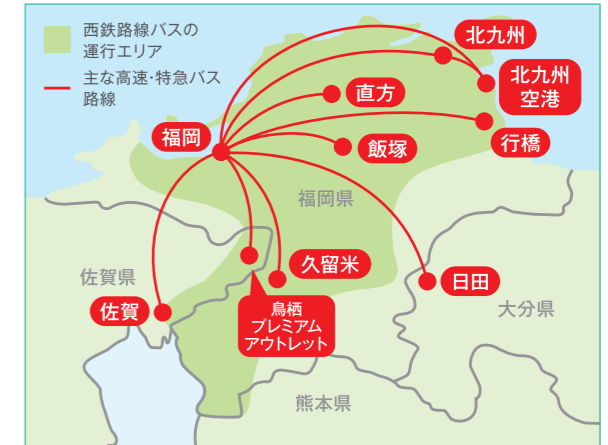 西鉄路線バスの
運行エリア
主な高速・特急バス
路線
北九州
北九州
空港
直方
福岡
飯塚
行橋
福岡県
佐賀県
久留米
日田
佐賀
鳥栖
プレミアム
アウトレット
大分県
熊本県